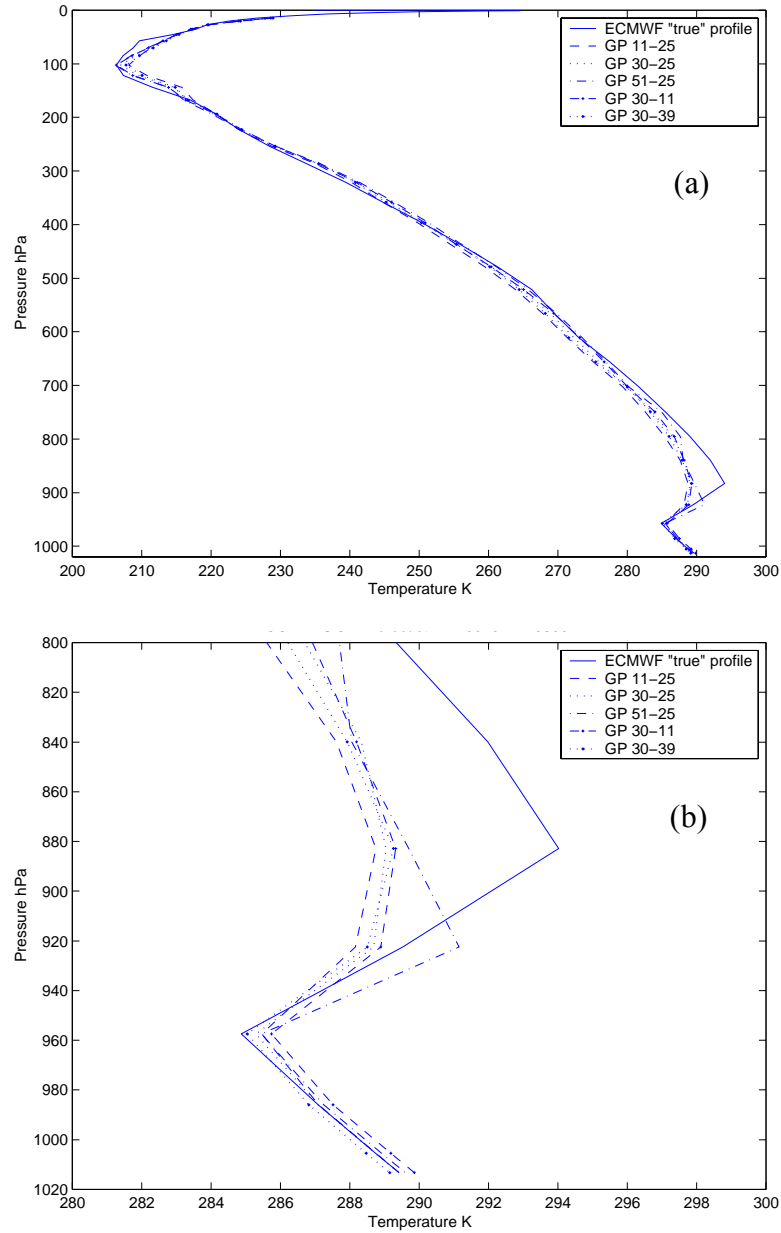 0
100
200
300
400
500
600
700
800
900
1000
Pressure hPa
200 210 220 230 240 250 260 270 280 290 300
Temperature K
ECMWF "true" profile
GP 11−25
GP 30−25
GP 51−25
GP 30−11
GP 30−39
(a)
800
820
840
860
880
900
920
940
960
980
1000
1020
Pressure hPa
280 282 284 286 288 290 292 294 296 298 300
Temperature K
ECMWF "true" profile
GP 11−25
GP 30−25
GP 51−25
GP 30−11
GP 30−39
(b)